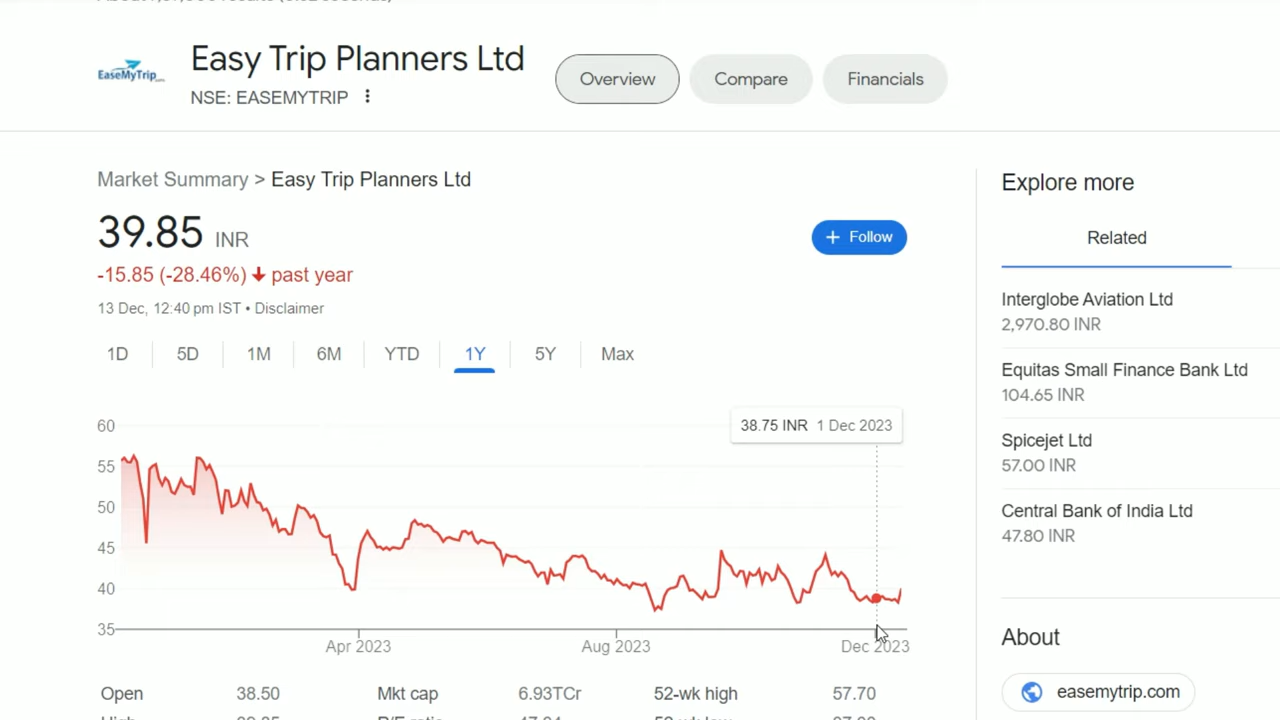 Easy Trip Planners Ltd
EaseMyTrip
NSE: EASEMYTRIP
Overview
Compare
Financials
Market Summary > Easy Trip Planners Ltd
39.85 INR
+ Follow
-15.85 (-28.46%) past year
13 Dec, 12:40 pm IST • Disclaimer
1D 5D 1M 6M YTD 1Y 5Y Max
38.75 INR 1 Dec 2023
60
55
50
45
40
35
Apr 2023 Aug 2023 Dec 2023
Open 38.50 Mkt cap 6.93TCr 52-wk high 57.70
Explore more
Related
Interglobe Aviation Ltd
2,970.80 INR
Equitas Small Finance Bank Ltd
104.65 INR
Spicejet Ltd
57.00 INR
Central Bank of India Ltd
47.80 INR
About
easemytrip.com